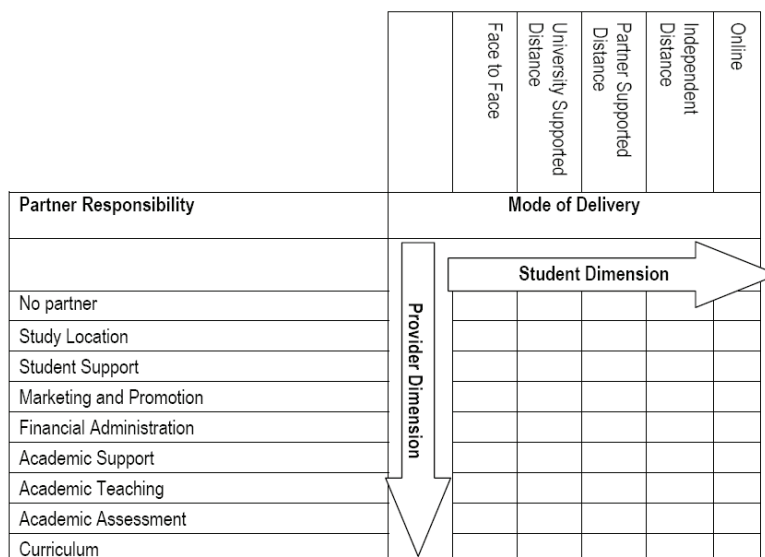 Face to Face
University Supported
Distance
Partner Supported
Distance
Independent
Distance
Online
Partner Responsibility
Mode of Delivery
Student Dimension
Provider Dimension
No partner
Study Location
Student Support
Marketing and Promotion
Financial Administration
Academic Support
Academic Teaching
Academic Assessment
Curriculum